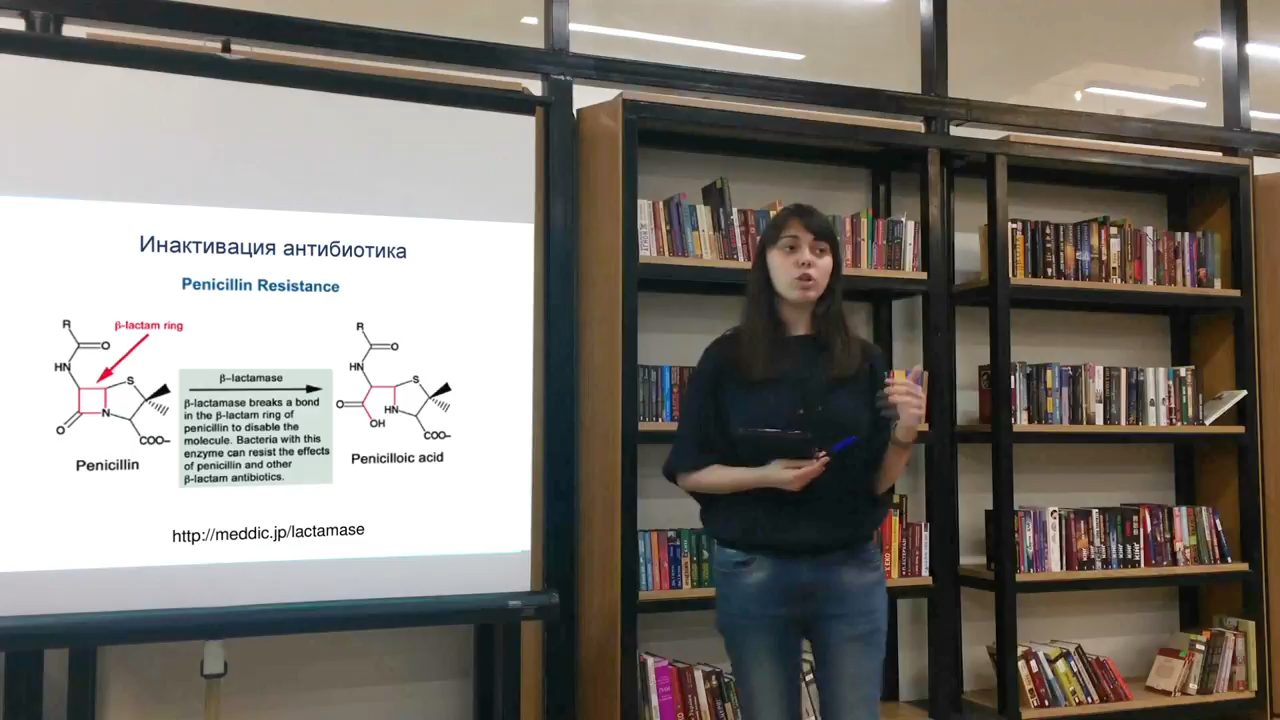 Инактивация антибиотика
Penicillin Resistance
R
O
HN
β-lactam ring
S
N
O
COO–
Penicillin
β–lactamase
β-lactamase breaks a bond
in the β-lactam ring of
penicillin to disable the
molecule. Bacteria with this
enzyme can resist the effects
of penicillin and other
β-lactam antibiotics.
R
O
HN
S
O
HN
OH
COO–
Penicilloic acid
http://meddic.jp/lactamase